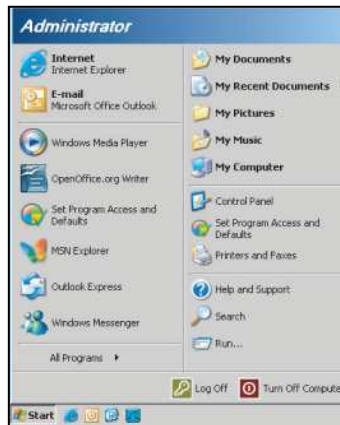 Administrator
Internet
Internet Explorer
E-mail
Microsoft Office Outlook
Windows Media Player
OpenOffice.org Writer
Set Program Access and
Defaults
MSN Explorer
Outlook Express
Windows Messenger
All Programs
My Documents
My Recent Documents
My Pictures
My Music
My Computer
Control Panel
Set Program Access and
Defaults
Printers and Faxes
Help and Support
Search
Run...
Log Off
Turn Off Compute
Start